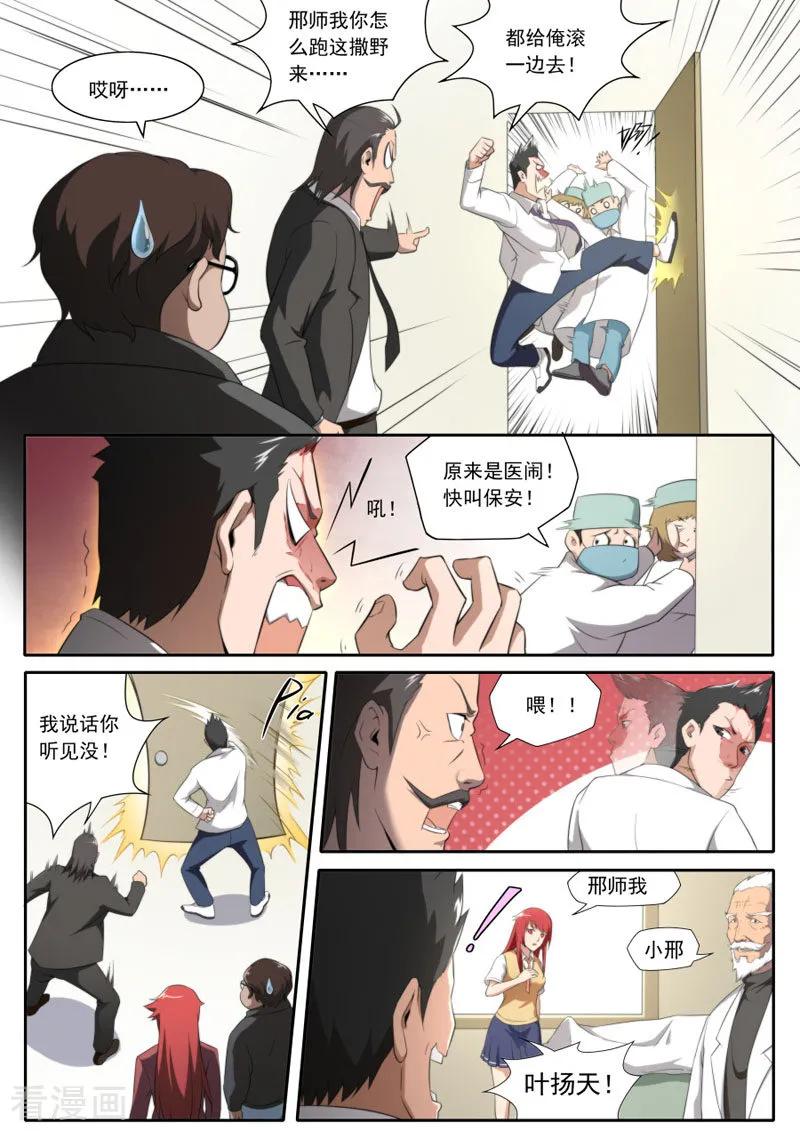 哎呀······
邢师我你怎
么跑这撒野
来······
都给俺滚
一边去!
啊
吼!
原来是医闹!
快叫保安!
我说话你
听见没!
Pia
喂!!
!
邢师我
小邢
叶扬天!
看漫画